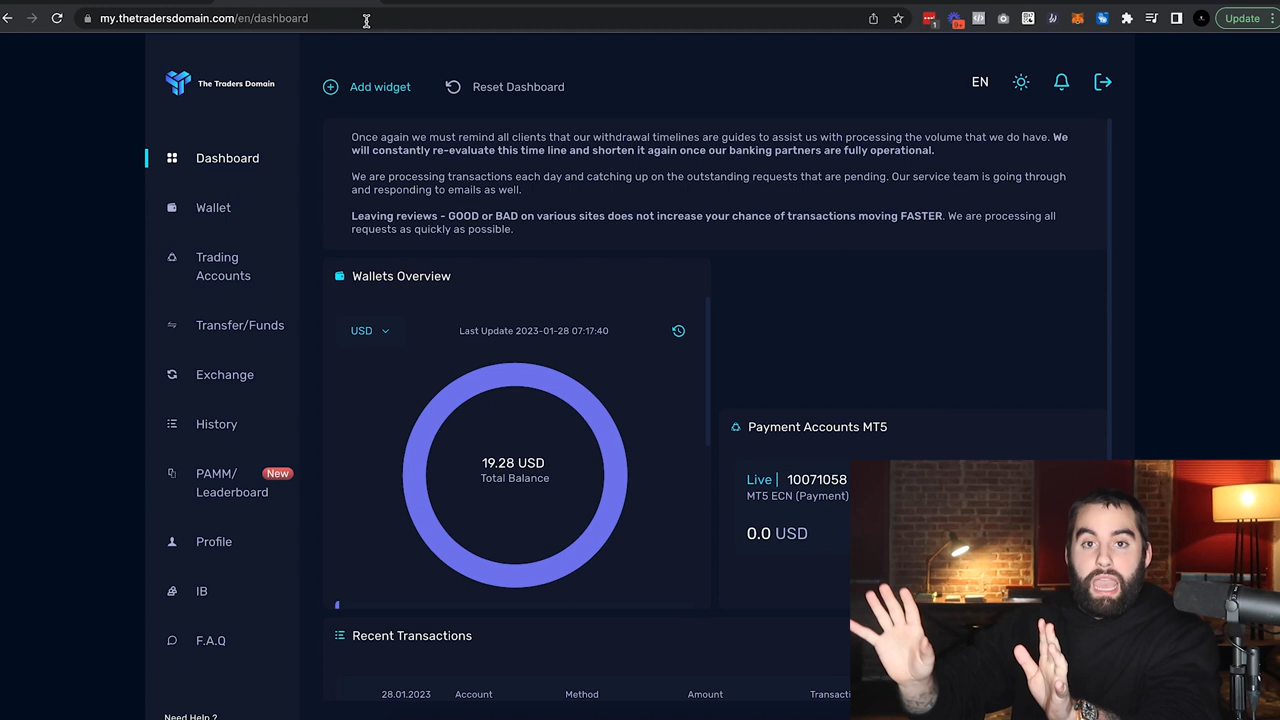 my.thetradersdomain.com/en/dashboard
1
9+
Update
The Traders Domain
Add widget
Reset Dashboard
EN
Once again we must remind all clients that our withdrawal timelines are guides to assist us with processing the volume that we do have. We
will constantly re-evaluate this time line and shorten it again once our banking partners are fully operational.
We are processing transactions each day and catching up on the outstanding requests that are pending. Our service team is going through
and responding to emails as well.
Leaving reviews - GOOD or BAD on various sites does not increase your chance of transactions moving FASTER. We are processing all
requests as quickly as possible.
Dashboard
Wallet
Trading
Accounts
Transfer/Funds
Exchange
History
PAMM/
Leaderboard
New
Profile
IB
F.A.Q
Need Help ?
Wallets Overview
USD
Last Update 2023-01-28 07:17:40
19.28 USD
Total Balance
Payment Accounts MT5
Live | 10071058
MT5 ECN (Payment)
0.0 USD
Recent Transactions
28.01.2023 Account Method Amount Transacti